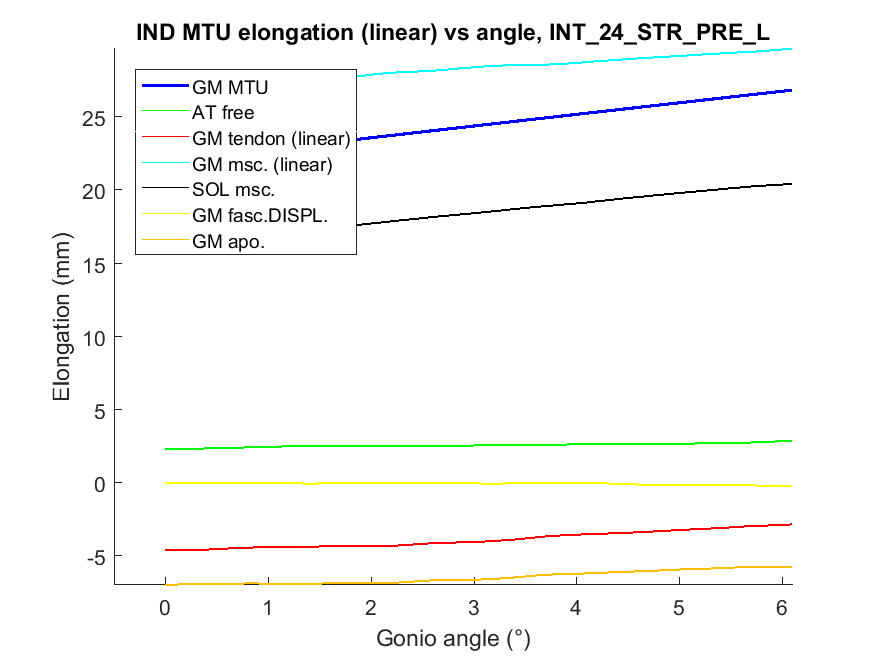 IND MTU elongation (linear) vs angle, INT_24_STR_PRE_L
GM MTU
AT free
GM tendon (linear)
GM msc. (linear)
SOL msc.
GM fasc.DISPL.
GM apo.
Elongation (mm)
25
20
15
10
5
0
-5
0 1 2 3 4 5 6
Gonio angle (°)